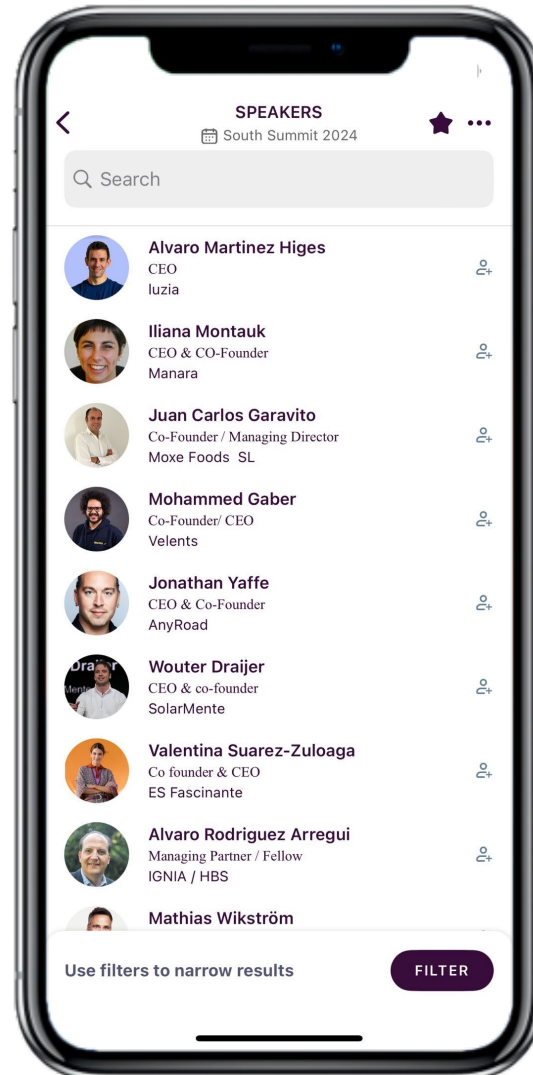 SPEAKERS
South Summit 2024
Search
Alvaro Martinez Higes
CEO
luzia
Iliana Montauk
CEO & CO-Founder
Manara
Juan Carlos Garavito
Co-Founder / Managing Director
Moxe Foods SL
Mohammed Gaber
Co-Founder/ CEO
Velents
Jonathan Yaffe
CEO & Co-Founder
AnyRoad
Draijer
Wouter Draijer
CEO & co-founder
SolarMente
Valentina Suarez-Zuloaga
Co founder & CEO
ES Fascinante
Alvaro Rodriguez Arregui
Managing Partner / Fellow
IGNIA / HBS
Mathias Wikström
Use filters to narrow results
FILTER